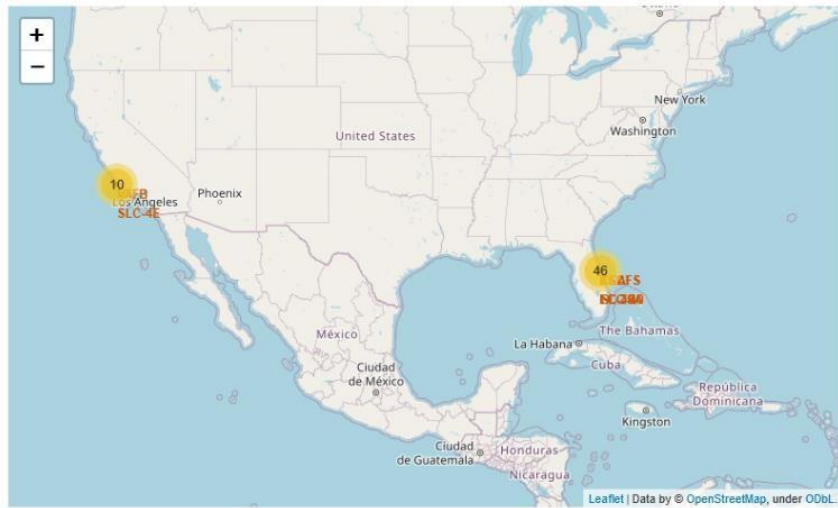 +
−
New York
Washington
United States
10
Los Angeles
SLC-4E
Phoenix
46
The Bahamas
México
La Habana
Cuba
Ciudad
de México
República
Dominicana
Kingston
Ciudad
de Guatemala
Honduras
Nicaragua
Leaflet | Data by © OpenStreetMap, under ODbL.